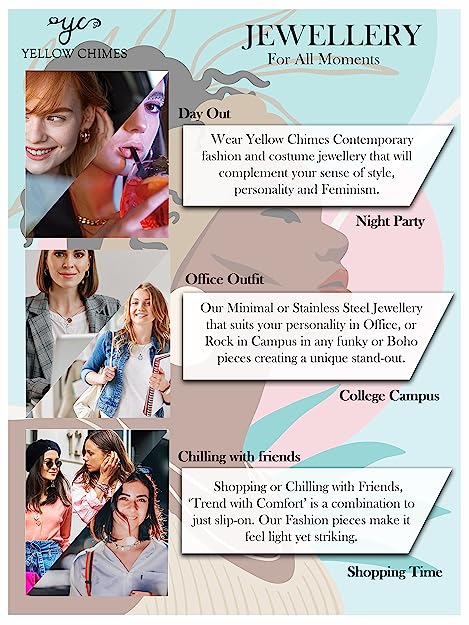 yc
YELLOW CHIMES
JEWELLERY
For All Moments
Day Out
Wear Yellow Chimes Contemporary
fashion and costume jewellery that will
complement your sense of style,
personality and Feminism.
Night Party
Office Outfit
Our Minimal or Stainless Steel Jewellery
that suits your personality in Office, or
Rock in Campus in any funky or Boho
pieces creating a unique stand-out.
College Campus
Chilling with friends
Shopping or Chilling with Friends,
‘Trend with Comfort’ is a combination to
just slip-on. Our Fashion pieces make it
feel light yet striking.
Shopping Time